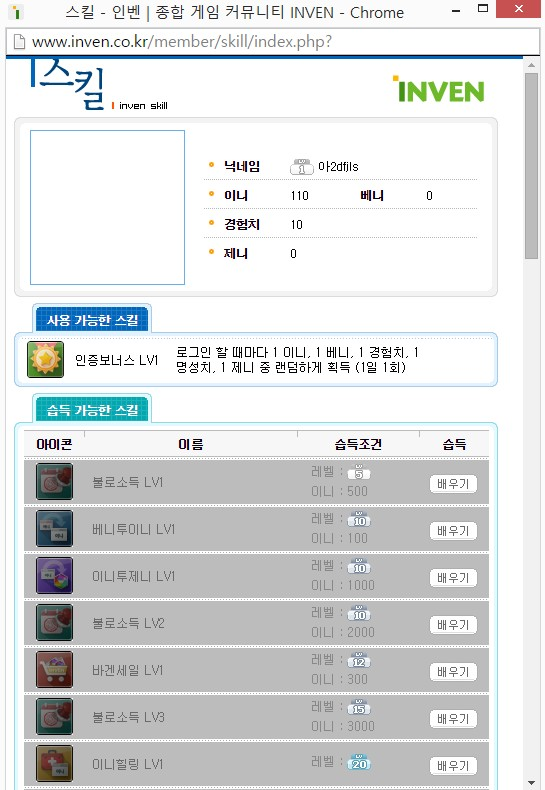 스킬 - 인벤 | 종합 게임 커뮤니티 INVEN - Chrome
www.inven.co.kr/member/skill/index.php?
스킬 inven skill
INVEN
닉네임 1 아2dfjls
이니 110 베니 0
경험치 10
제니 0
사용 가능한 스킬
인증보너스 LV1 로그인 할 때마다 1 이니, 1 베니, 1 경험치, 1
명성치, 1 제니 중 랜덤하게 획득 (1일 1회)
습득 가능한 스킬
아이콘 이름 습득조건 습득
불로소득 LV1 레벨 : 5 배우기
이니 : 500
베니투이니 LV1 레벨 : 10 배우기
이니 : 100
이니투제니 LV1 레벨 : 10 배우기
이니 : 1000
불로소득 LV2 레벨 : 10 배우기
이니 : 2000
바겐세일 LV1 레벨 : 12 배우기
이니 : 300
불로소득 LV3 레벨 : 15 배우기
이니 : 3000
이니힐링 LV1 레벨 : 20 배우기